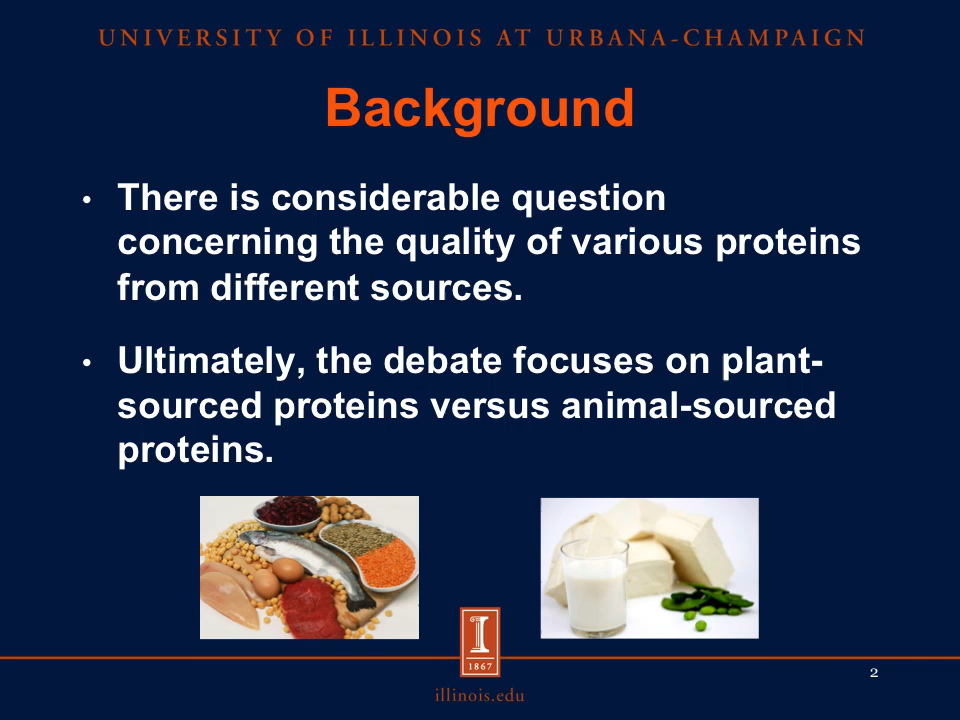 UNIVERSITY OF ILLINOIS AT URBANA-CHAMPAIGN
Background
• There is considerable question
concerning the quality of various proteins
from different sources.
• Ultimately, the debate focuses on plant-
sourced proteins versus animal-sourced
proteins.
I
1867
2
illinois.edu